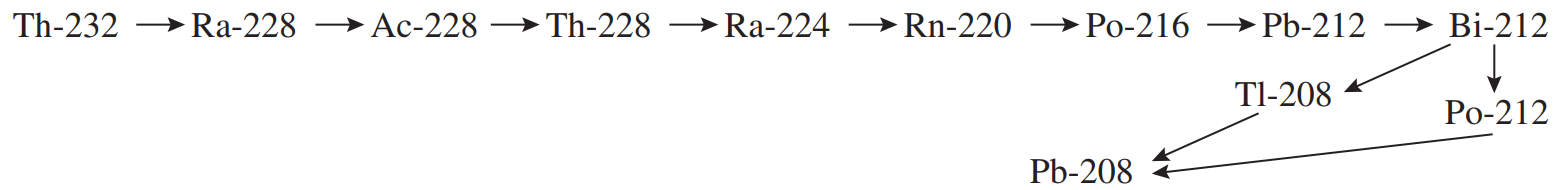 Th-232 → Ra-228 → Ac-228 → Th-228 → Ra-224 → Rn-220 → Po-216 → Pb-212 → Bi-212
Tl-208
Po-212
Pb-208